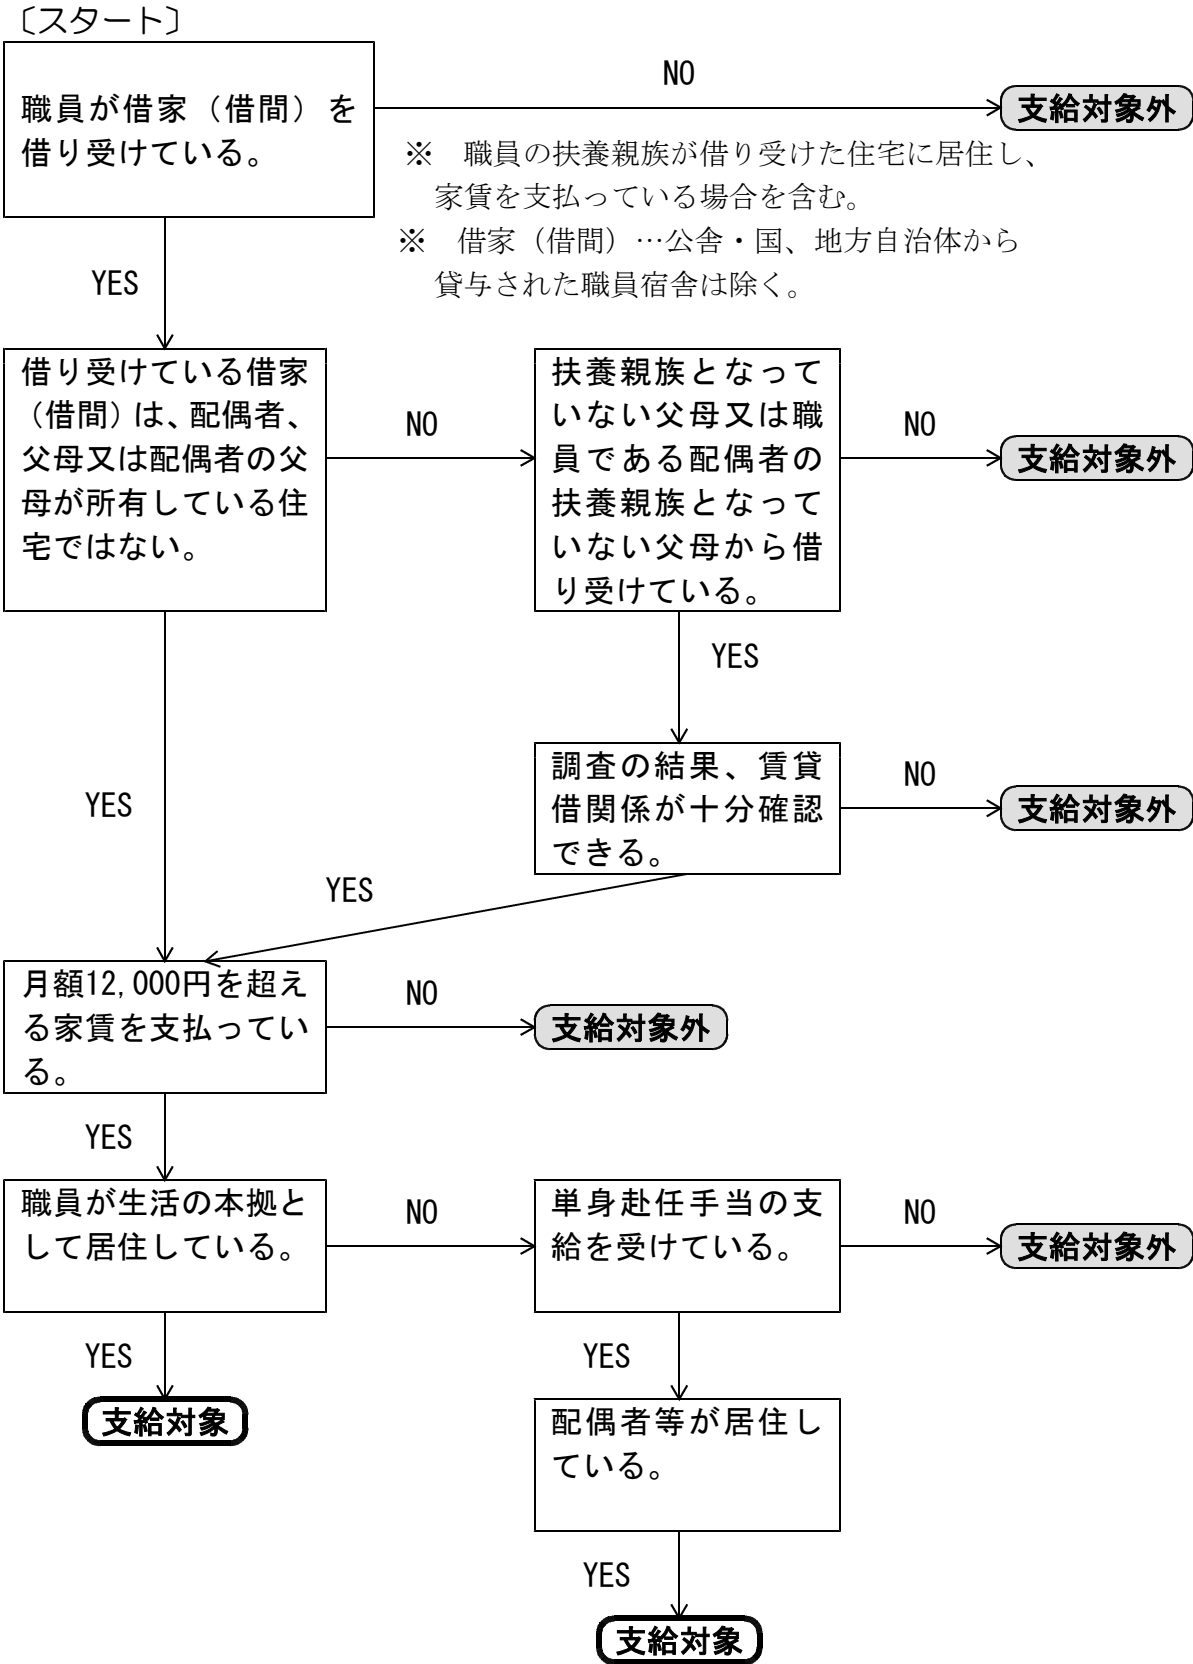 〔スタート〕
職員が借家（借間）を
借り受けている。
NO
支給対象外
※　職員の扶養親族が借り受けた住宅に居住し、
家賃を支払っている場合を含む。
※　借家（借間）…公舎・国、地方自治体から
貸与された職員宿舎は除く。
YES
借り受けている借家
（借間）は、配偶者、
父母又は配偶者の父
母が所有している住
宅ではない。
NO
扶養親族となって
いない父母又は職
員である配偶者の
扶養親族となって
いない父母から借
り受けている。
NO
支給対象外
YES
調査の結果、賃貸
借関係が十分確認
できる。
NO
支給対象外
YES
YES
月額12,000円を超え
る家賃を支払ってい
る。
NO
支給対象外
YES
職員が生活の本拠と
して居住している。
NO
単身赴任手当の支
給を受けている。
NO
支給対象外
YES
支給対象
YES
配偶者等が居住し
ている。
YES
支給対象